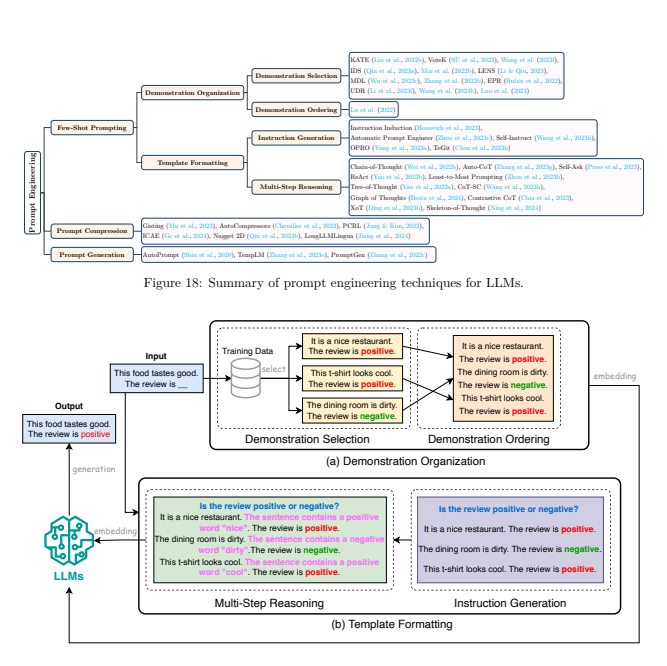 Prompt Engineering
Few-Shot Prompting
Demonstration Organization
Demonstration Selection
KATE (Liu et al., 2022b), VoteK (SU et al., 2023), Wang et al. (2023f),
IDS (Qin et al., 2023a), Min et al. (2022b), LENS (Li & Qiu, 2023),
MDL (Wu et al., 2023c), Zhang et al. (2022b), EPR (Rubin et al., 2022),
UDR (Li et al., 2023f), Wang et al. (2024b), Luo et al. (2023)
Demonstration Ordering
Lu et al. (2022)
Template Formatting
Instruction Generation
Instruction Induction (Honovich et al., 2023),
Automatic Prompt Engineer (Zhou et al., 2023c), Self-Instruct (Wang et al., 2023h),
OPRO (Yang et al., 2023a), TeGit (Chen et al., 2023b)
Multi-Step Reasoning
Chain-of-Thought (Wei et al., 2022b), Auto-CoT (Zhang et al., 2023g), Self-Ask (Press et al., 2023),
ReAct (Yao et al., 2023b), Least-to-Most Prompting (Zhou et al., 2023b),
Tree-of-Thought (Yao et al., 2023a), CoT-SC (Wang et al., 2023b),
Graph of Thoughts (Besta et al., 2024), Contrastive CoT (Chia et al., 2023),
XoT (Ding et al., 2023b), Skeleton-of-Thought (Ning et al., 2024)
Prompt Compression
Gisting (Mu et al., 2023), AutoCompressors (Chevalier et al., 2023), PCRL (Jung & Kim, 2023),
ICAE (Ge et al., 2024), Nugget 2D (Qin et al., 2023b), LongLLMLingua (Jiang et al., 2024)
Prompt Generation
AutoPrompt (Shin et al., 2020), TempLM (Zhang et al., 2023e), PromptGen (Zhang et al., 2022c)
Figure 18: Summary of prompt engineering techniques for LLMs.
Input
This food tastes good.
The review is __
Training Data
select
It is a nice restaurant.
The review is positive.
This t-shirt looks cool.
The review is positive.
The dining room is dirty.
The review is negative.
Demonstration Selection
It is a nice restaurant.
The review is positive.
The dining room is dirty.
The review is negative.
This t-shirt looks cool.
The review is positive.
Demonstration Ordering
(a) Demonstration Organization
embedding
Output
This food tastes good.
The review is positive
generation
embedding
LLMs
Is the review positive or negative?
It is a nice restaurant. The sentence contains a positive
word "nice". The review is positive.
The dining room is dirty. The sentence contains a negative
word "dirty".The review is negative.
This t-shirt looks cool. The sentence contains a positive
word "cool". The review is positive.
Multi-Step Reasoning
Is the review positive or negative?
It is a nice restaurant. The review is positive.
The dining room is dirty. The review is negative.
This t-shirt looks cool. The review is positive.
Instruction Generation
(b) Template Formatting